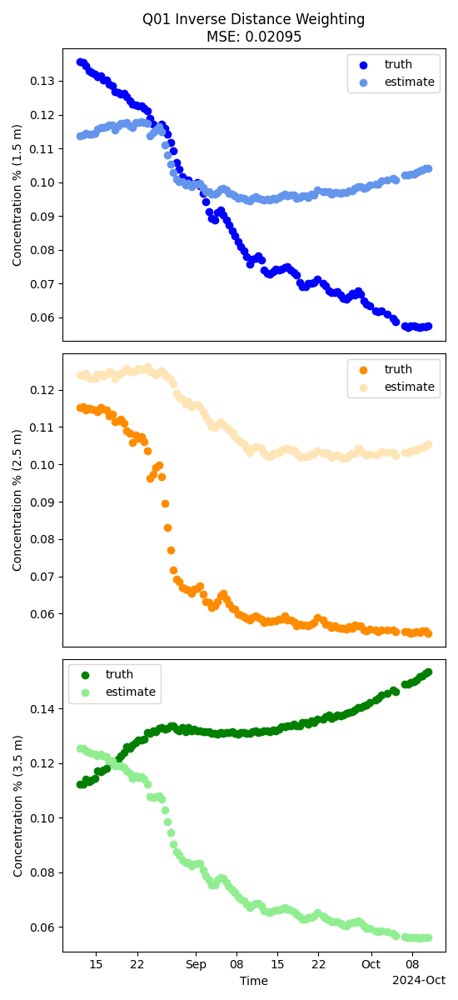 Q01 Inverse Distance Weighting
MSE: 0.02095
truth
estimate
0.13
0.12
0.11
0.10
0.09
0.08
0.07
0.06
Concentration % (1.5 m)
truth
estimate
0.12
0.11
0.10
0.09
0.08
0.07
0.06
Concentration % (2.5 m)
truth
estimate
0.14
0.12
0.10
0.08
0.06
Concentration % (3.5 m)
15 22 Sep 08 15 22 Oct 08
Time
2024-Oct